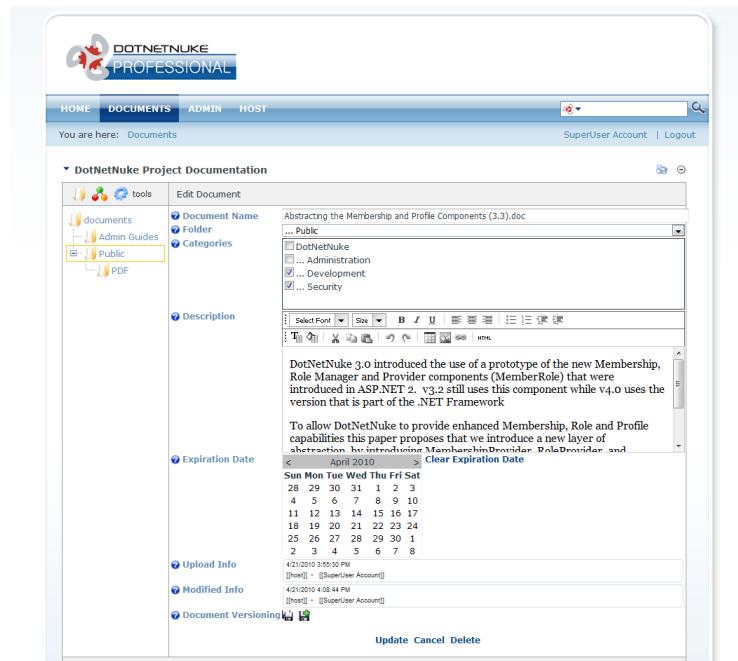 DOTNETNUKE
PROFESSIONAL
HOME DOCUMENTS ADMIN HOST
You are here: Documents SuperUser Account | Logout
DotNetNuke Project Documentation
tools Edit Document
documents
Admin Guides
Public
PDF
Document Name Abstracting the Membership and Profile Components (3.3).doc
Folder ... Public
Categories DotNetNuke
... Administration
... Development
... Security
Description Select Font Size B I U
HTML
DotNetNuke 3.0 introduced the use of a prototype of the new Membership,
Role Manager and Provider components (MemberRole) that were
introduced in ASP.NET 2. v3.2 still uses this component while v4.0 uses the
version that is part of the .NET Framework
To allow DotNetNuke to provide enhanced Membership, Role and Profile
capabilities this paper proposes that we introduce a new layer of
abstraction, by introducing MembershipProvider, RoleProvider, and
Expiration Date < April 2010 > Clear Expiration Date
Sun Mon Tue Wed Thu Fri Sat
28 29 30 31 1 2 3
4 5 6 7 8 9 10
11 12 13 14 15 16 17
18 19 20 21 22 23 24
25 26 27 28 29 30 1
2 3 4 5 6 7 8
Upload Info 4/21/2010 3:55:30 PM
[[host]] - [[SuperUser Account]]
Modified Info 4/21/2010 4:08:44 PM
[[host]] - [[SuperUser Account]]
Document Versioning
Update Cancel Delete